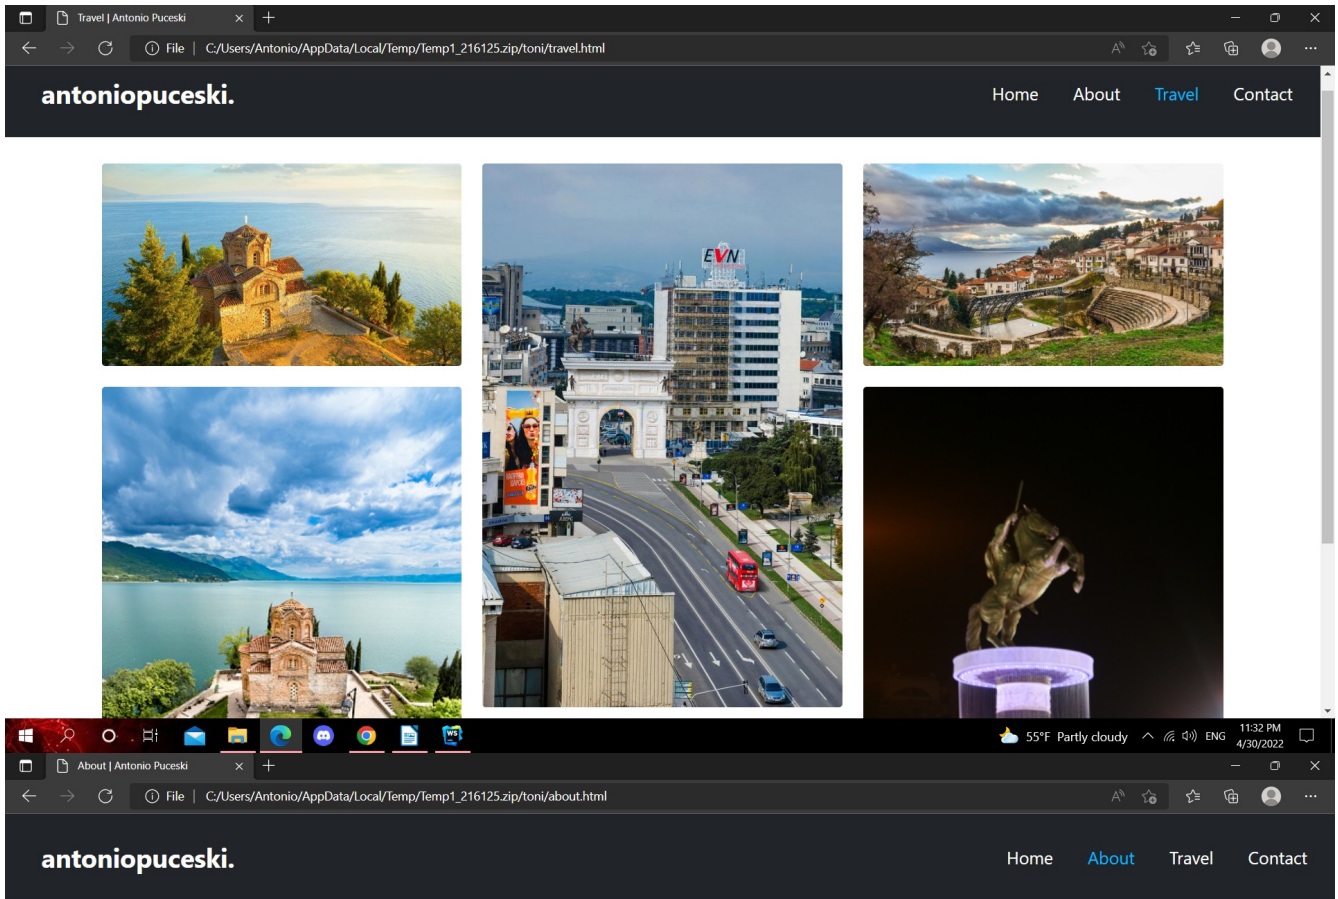 Travel | Antonio Puceski
File | C:/Users/Antonio/AppData/Local/Temp/Temp1_216125.zip/toni/travel.html
antoniopuceski.
Home About Travel Contact
EVN
55°F Partly cloudy ENG 11:32 PM
4/30/2022
About | Antonio Puceski
File | C:/Users/Antonio/AppData/Local/Temp/Temp1_216125.zip/toni/about.html
antoniopuceski.
Home About Travel Contact